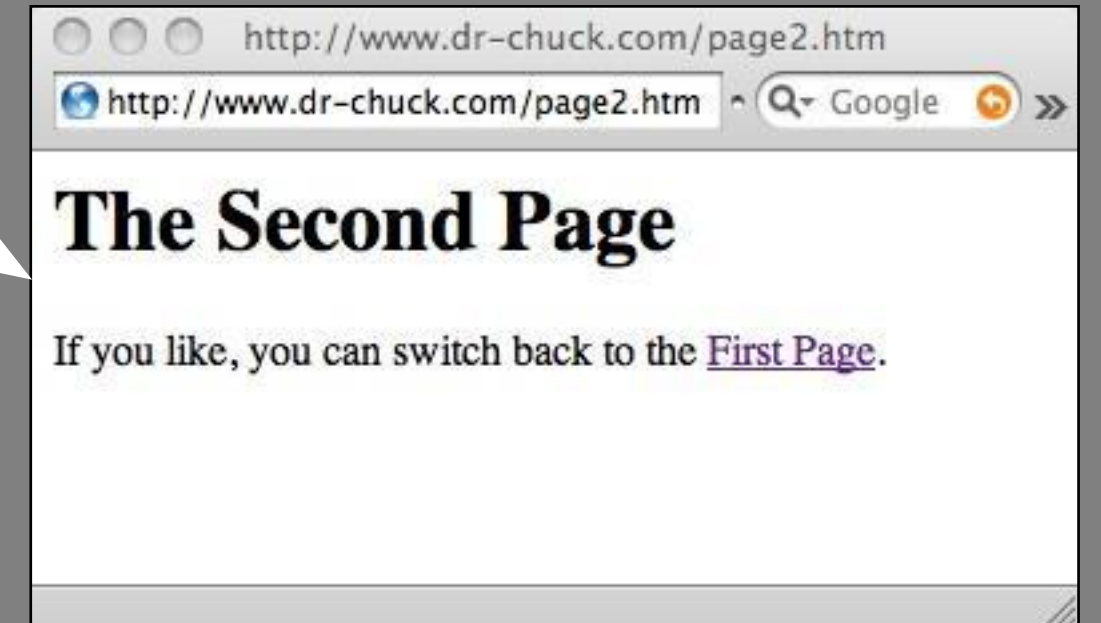 http://www.dr-chuck.com/page2.htm
http://www.dr-chuck.com/page2.htm Google
The Second Page
If you like, you can switch back to the First Page.